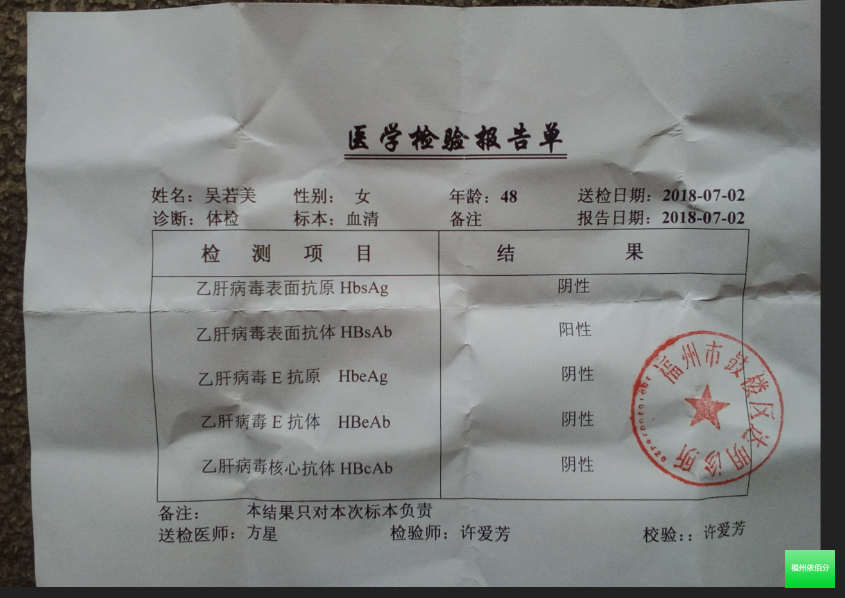 医学检验报告单
姓名：吴若美 性别： 女 年龄：48 送检日期：2018-07-02
诊断：体检 标本：血清 备注 报告日期：2018-07-02
检 测 项 目 结 果
乙肝病毒表面抗原 HbsAg 阴性
乙肝病毒表面抗体 HBsAb 阳性
乙肝病毒 E 抗原 HbeAg 阴性
乙肝病毒 E 抗体 HBeAb 阴性
乙肝病毒核心抗体 HBcAb 阴性
福州市鼓楼区达明诊所
备注： 本结果只对本次标本负责
送检医师：方星 检验师：许爱芳 校验：：许爱芳
福州依佰分